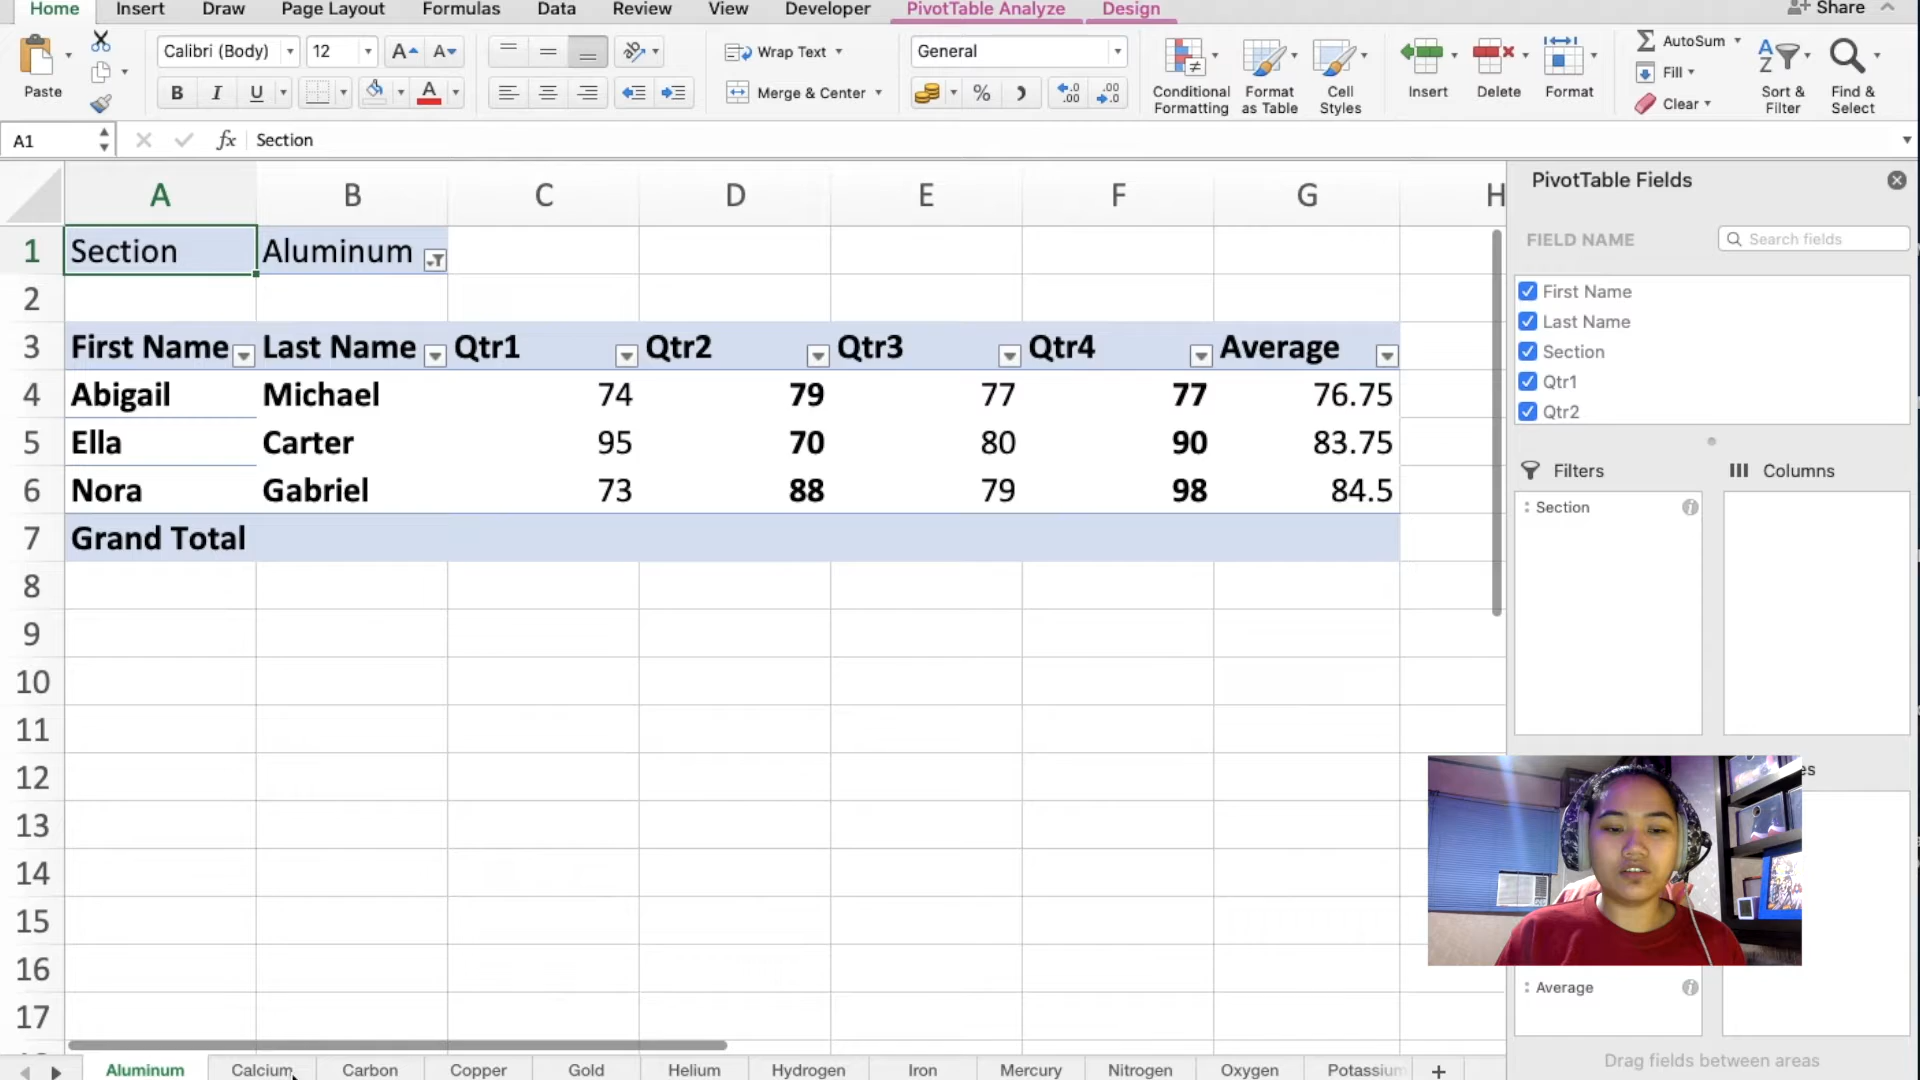 Home Insert Draw Page Layout Formulas Data Review View Developer PivotTable Analyze Design Share
Calibri (Body) 12 A A Wrap Text General AutoSum
Fill
Paste B I U A Merge & Center % Conditional Formatting Format as Table Cell Styles Insert Delete Format Clear Sort & Filter Find & Select
A1 fx Section
PivotTable Fields
A B C D E F G H
FIELD NAME Search fields
1 Section Aluminum
2
3 First Name Last Name Qtr1 Qtr2 Qtr3 Qtr4 Average
4 Abigail Michael 74 79 77 77 76.75
5 Ella Carter 95 70 80 90 83.75
6 Nora Gabriel 73 88 79 98 84.5
7 Grand Total
8
9
10
11
12
13
14
15
16
17
First Name
Last Name
Section
Qtr1
Qtr2
Filters Columns
Section
Average
Drag fields between areas
Aluminum Calcium Carbon Copper Gold Helium Hydrogen Iron Mercury Nitrogen Oxygen Potassium +